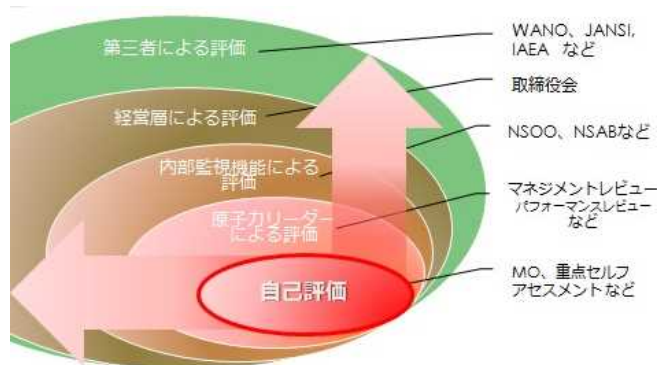 第三者による評価
経営層による評価
内部監視機能による
評価
原子力リーダー
による評価
自己評価
WANO、JANSI,
IAEA など
取締役会
NSOO、NSABなど
マネジメントレビュー
パフォーマンスレビュー
など
MO、重点セルフ
アセスメントなど